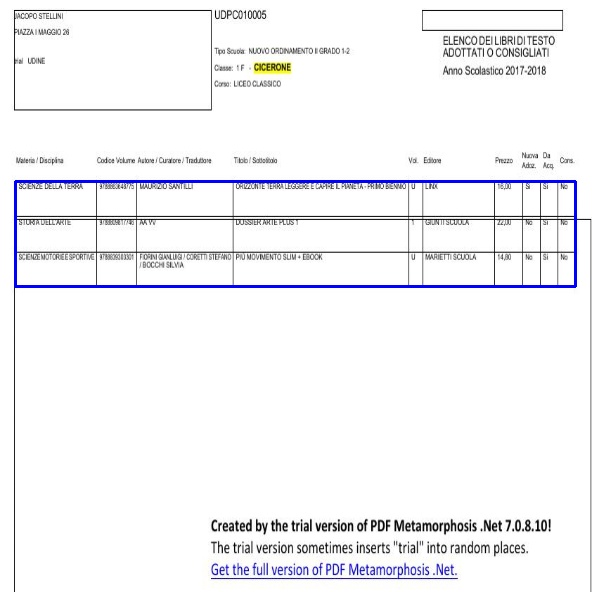 JACOPO STELLINI
PIAZZA I MAGGIO 26
trial UDINE
UDPC010005
Tipo Scuola: NUOVO ORDINAMENTO II GRADO 1-2
Classe: 1 F - CICERONE
Corso: LICEO CLASSICO
ELENCO DEI LIBRI DI TESTO
ADOTTATI O CONSIGLIATI
Anno Scolastico 2017-2018
Materia / Disciplina Codice Volume Autore / Curatore / Traduttore Titolo / Sottotitolo Vol. Editore Prezzo Nuova Adoz. Da Acq. Cons.
SCIENZE DELLA TERRA MAURIZIO SANTILLI ORIZZONTE TERRA LEGGERE E CAPIRE IL PIANETA - PRIMO BIENNIO U LINX 16,00 Si Si No
STORIA DELL'ARTE AA VV DOSSIER ARTE PLUS 1 1 GIUNTI SCUOLA 22,00 No Si No
SCIENZE MOTORIE E SPORTIVE FIORINI GIANLUIGI / CORETTI STEFANO PIÙ MOVIMENTO SLIM + EBOOK U MARIETTI SCUOLA 14,80 No Si No
/ BOCCHI SILVIA
Created by the trial version of PDF Metamorphosis .Net 7.0.8.10!
The trial version sometimes inserts "trial" into random places.
Get the full version of PDF Metamorphosis .Net.